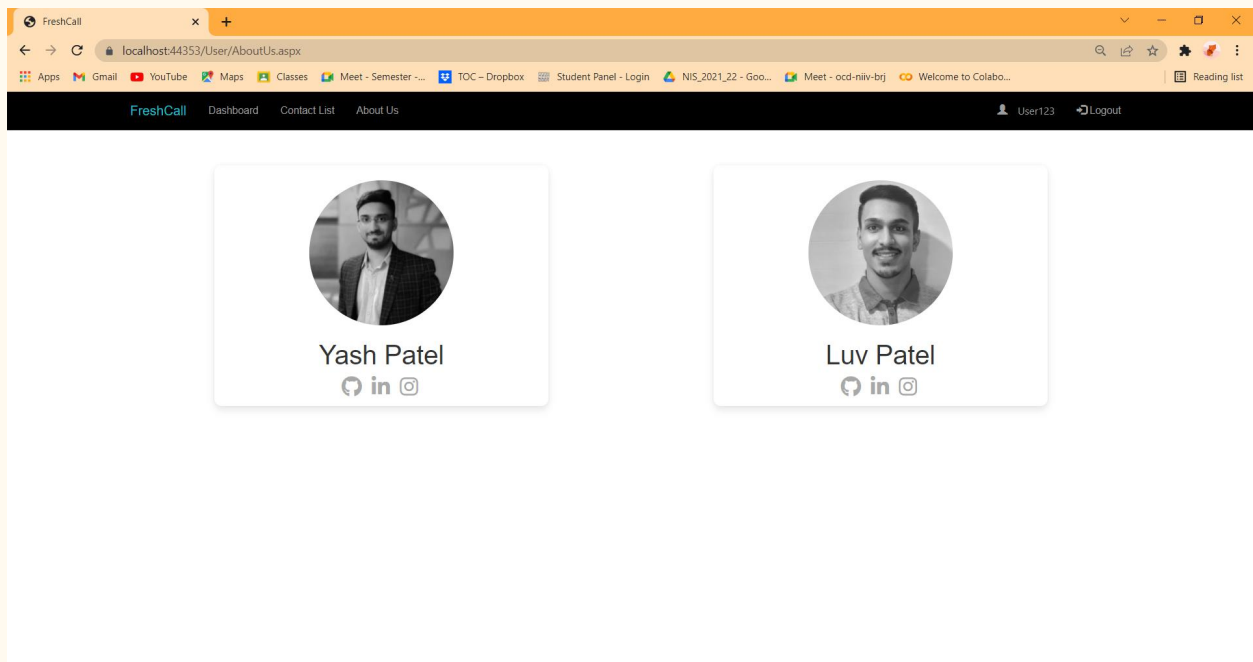 FreshCall
localhost:44353/User/AboutUs.aspx
Apps Gmail YouTube Maps Classes Meet - Semester -... TOC – Dropbox Student Panel - Login NIS_2021_22 - Goo... Meet - ocd-niiv-brj Welcome to Colabo... Reading list
FreshCall Dashboard Contact List About Us User123 Logout
Yash Patel Luv Patel
in in